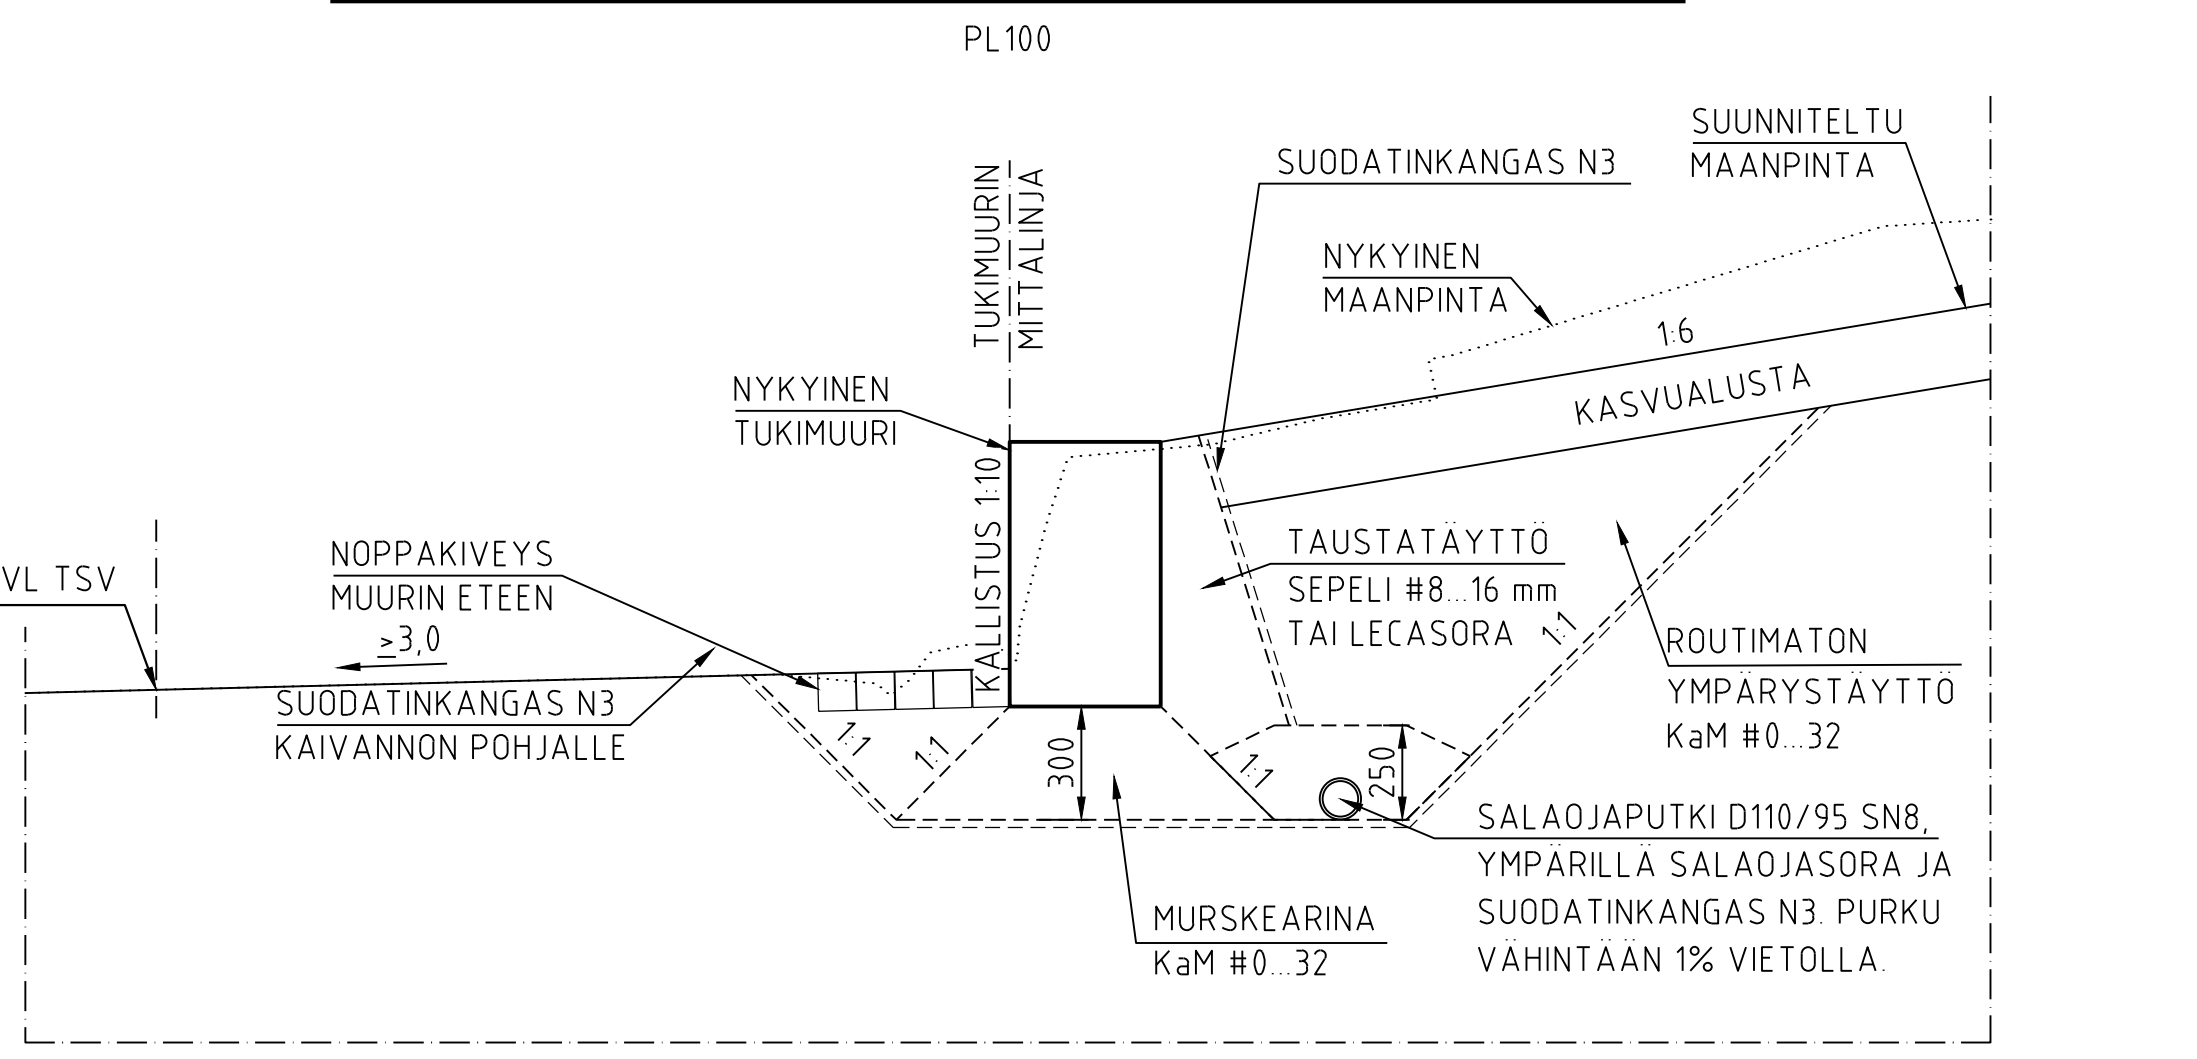 PL100
SUUNNITELTU
MAANPINTA
SUODATINKANGAS N3
TUKIMUURIN
MITTALINJA
NYKYINEN
MAANPINTA
1:6
KASVUALUSTA
NYKYINEN
TUKIMUURI
KALLISTUS 1:10
NOPPAKIVEYS
MUURIN ETEEN
VL TSV
≥3,0
TAUSTATÄYTTÖ
SEPELI #8...16 mm
TAI LECASORA
1:1
ROUTIMATON
YMPÄRYSTÄYTTÖ
KaM #0...32
SUODATINKANGAS N3
KAIVANNON POHJALLE
1:1
1:1
300
1:1
250
SALAOJAPUTKI D110/95 SN8,
YMPÄRILLÄ SALAOJASORA JA
SUODATINKANGAS N3. PURKU
VÄHINTÄÄN 1% VIETOLLA.
MURSKEARINA
KaM #0...32